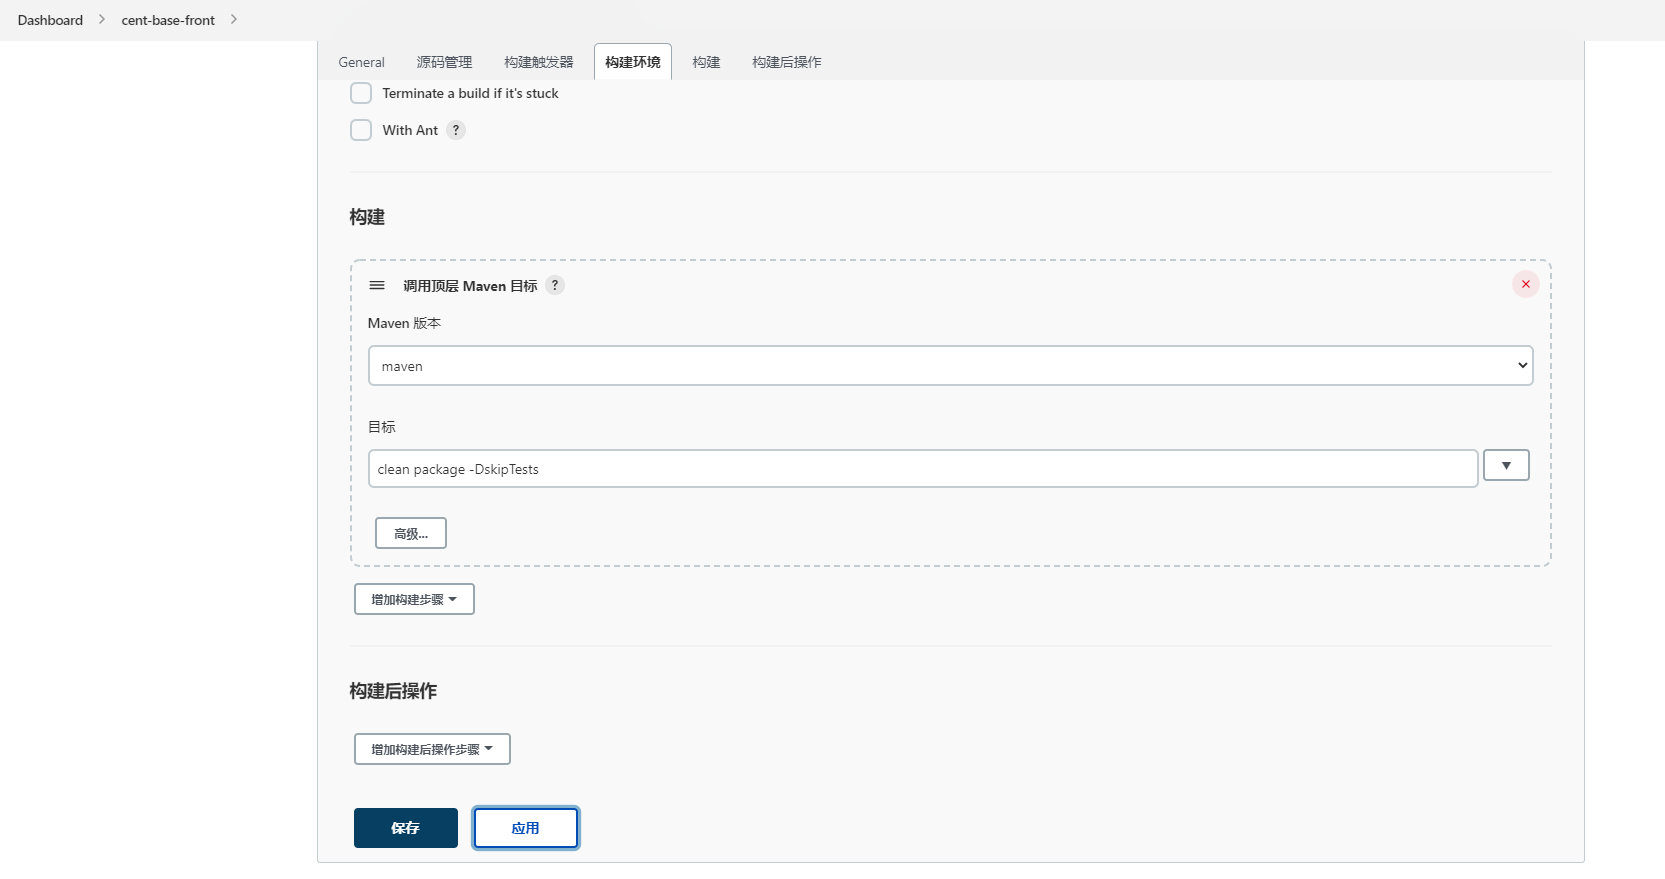 Dashboard cent-base-front
General 源码管理 构建触发器 构建环境 构建 构建后操作
Terminate a build if it's stuck
With Ant ?
构建
调用顶层 Maven 目标 ?
Maven 版本
maven
目标
clean package -DskipTests
高级...
增加构建步骤
构建后操作
增加构建后操作步骤
保存 应用